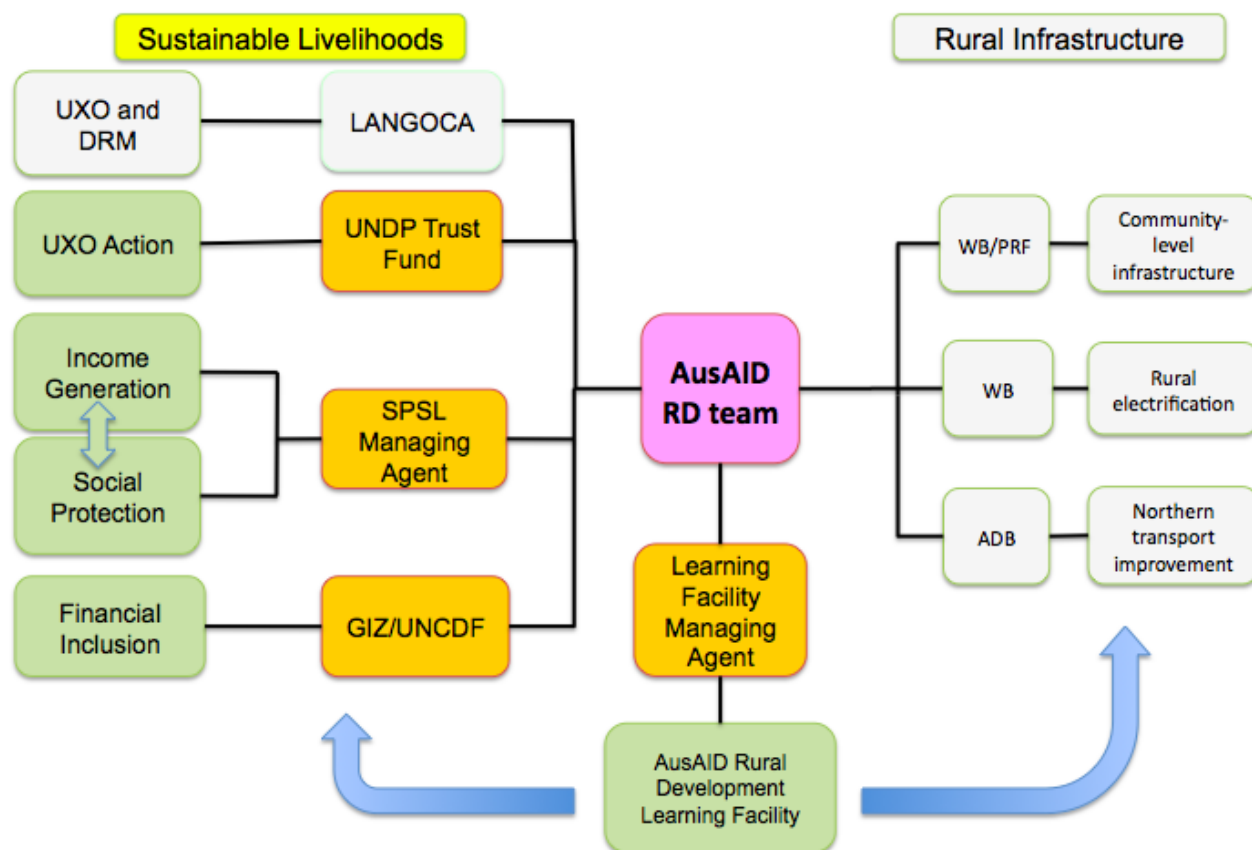 Sustainable Livelihoods
Rural Infrastructure
UXO and
DRM
LANGOCA
UXO Action
UNDP Trust
Fund
Income
Generation
Social
Protection
SPSL
Managing
Agent
Financial
Inclusion
GIZ/UNCDF
AusAID
RD team
Learning
Facility
Managing
Agent
AusAID Rural
Development
Learning Facility
WB/PRF
Community-
level
infrastructure
WB
Rural
electrification
ADB
Northern
transport
improvement